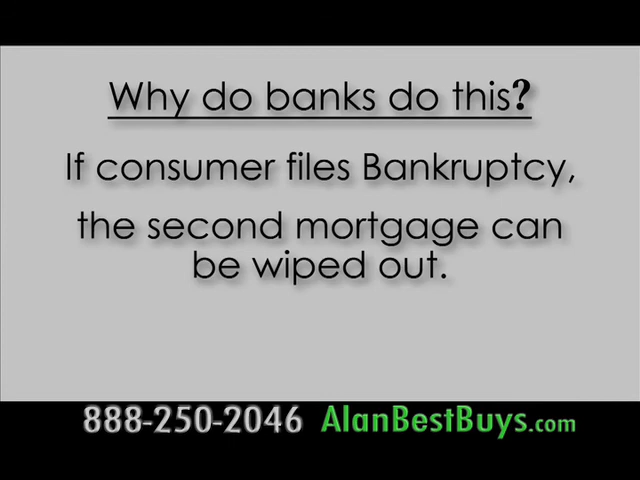 Why do banks do this?
If consumer files Bankruptcy,
the second mortgage can
be wiped out.
888-250-2046 AlanBestBuys.com